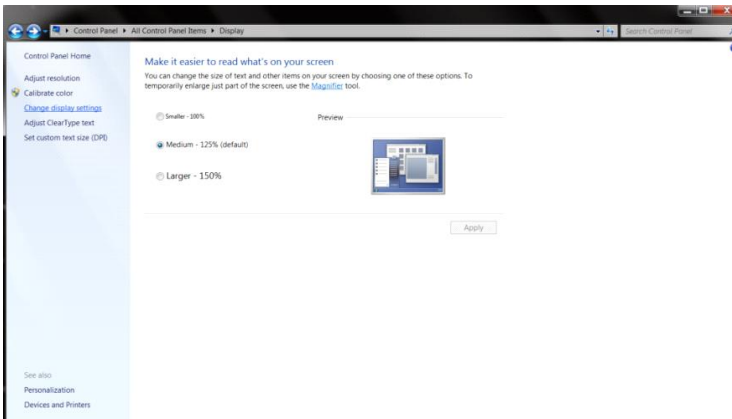 Control Panel ▸ All Control Panel Items ▸ Display
Search Control Panel
Control Panel Home
Adjust resolution
Calibrate color
Change display settings
Adjust ClearType text
Set custom text size (DPI)
Make it easier to read what's on your screen
You can change the size of text and other items on your screen by choosing one of these options. To
temporarily enlarge just part of the screen, use the Magnifier tool.
Smaller - 100%
Preview
Medium - 125% (default)
Larger - 150%
Apply
See also
Personalization
Devices and Printers